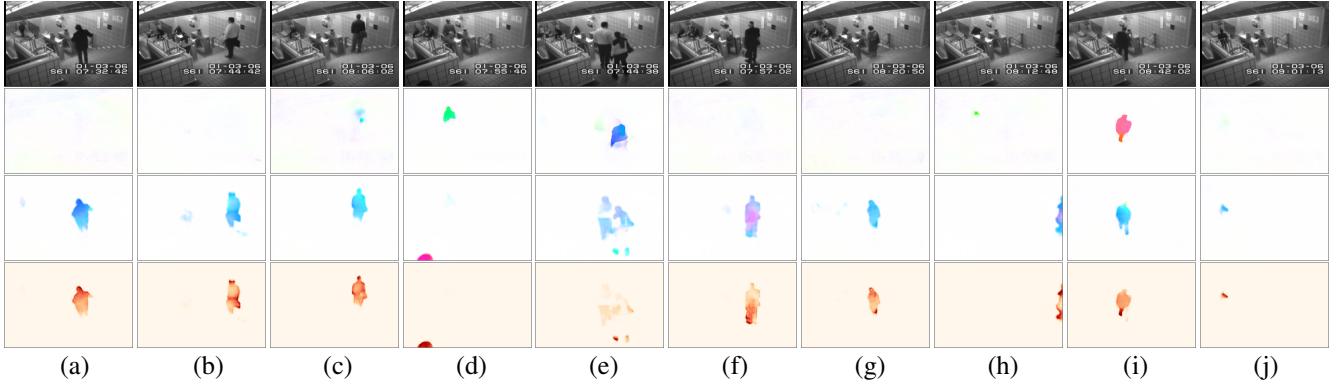 01-03-06
S61 07:32:42
01-03-06
S61 07:44:42
01-03-06
S61 08:06:02
01-03-06
S61 07:55:40
01-03-06
S61 07:44:38
01-03-06
S61 07:57:02
01-03-06
S61 08:20:50
01-03-06
S61 08:12:48
01-03-06
S61 08:42:02
01-03-06
S61 09:01:13
(a) (b) (c) (d) (e) (f) (g) (h) (i) (j)